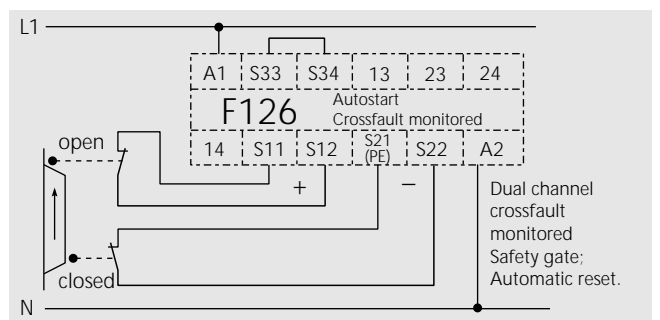 L1
A1 S33 S34 13 23 24
F126
Autostart
Crossfault monitored
14 S11 S12 S21 (PE) S22 A2
open
+ −
closed
Dual channel
crossfault
monitored
Safety gate;
Automatic reset.
N